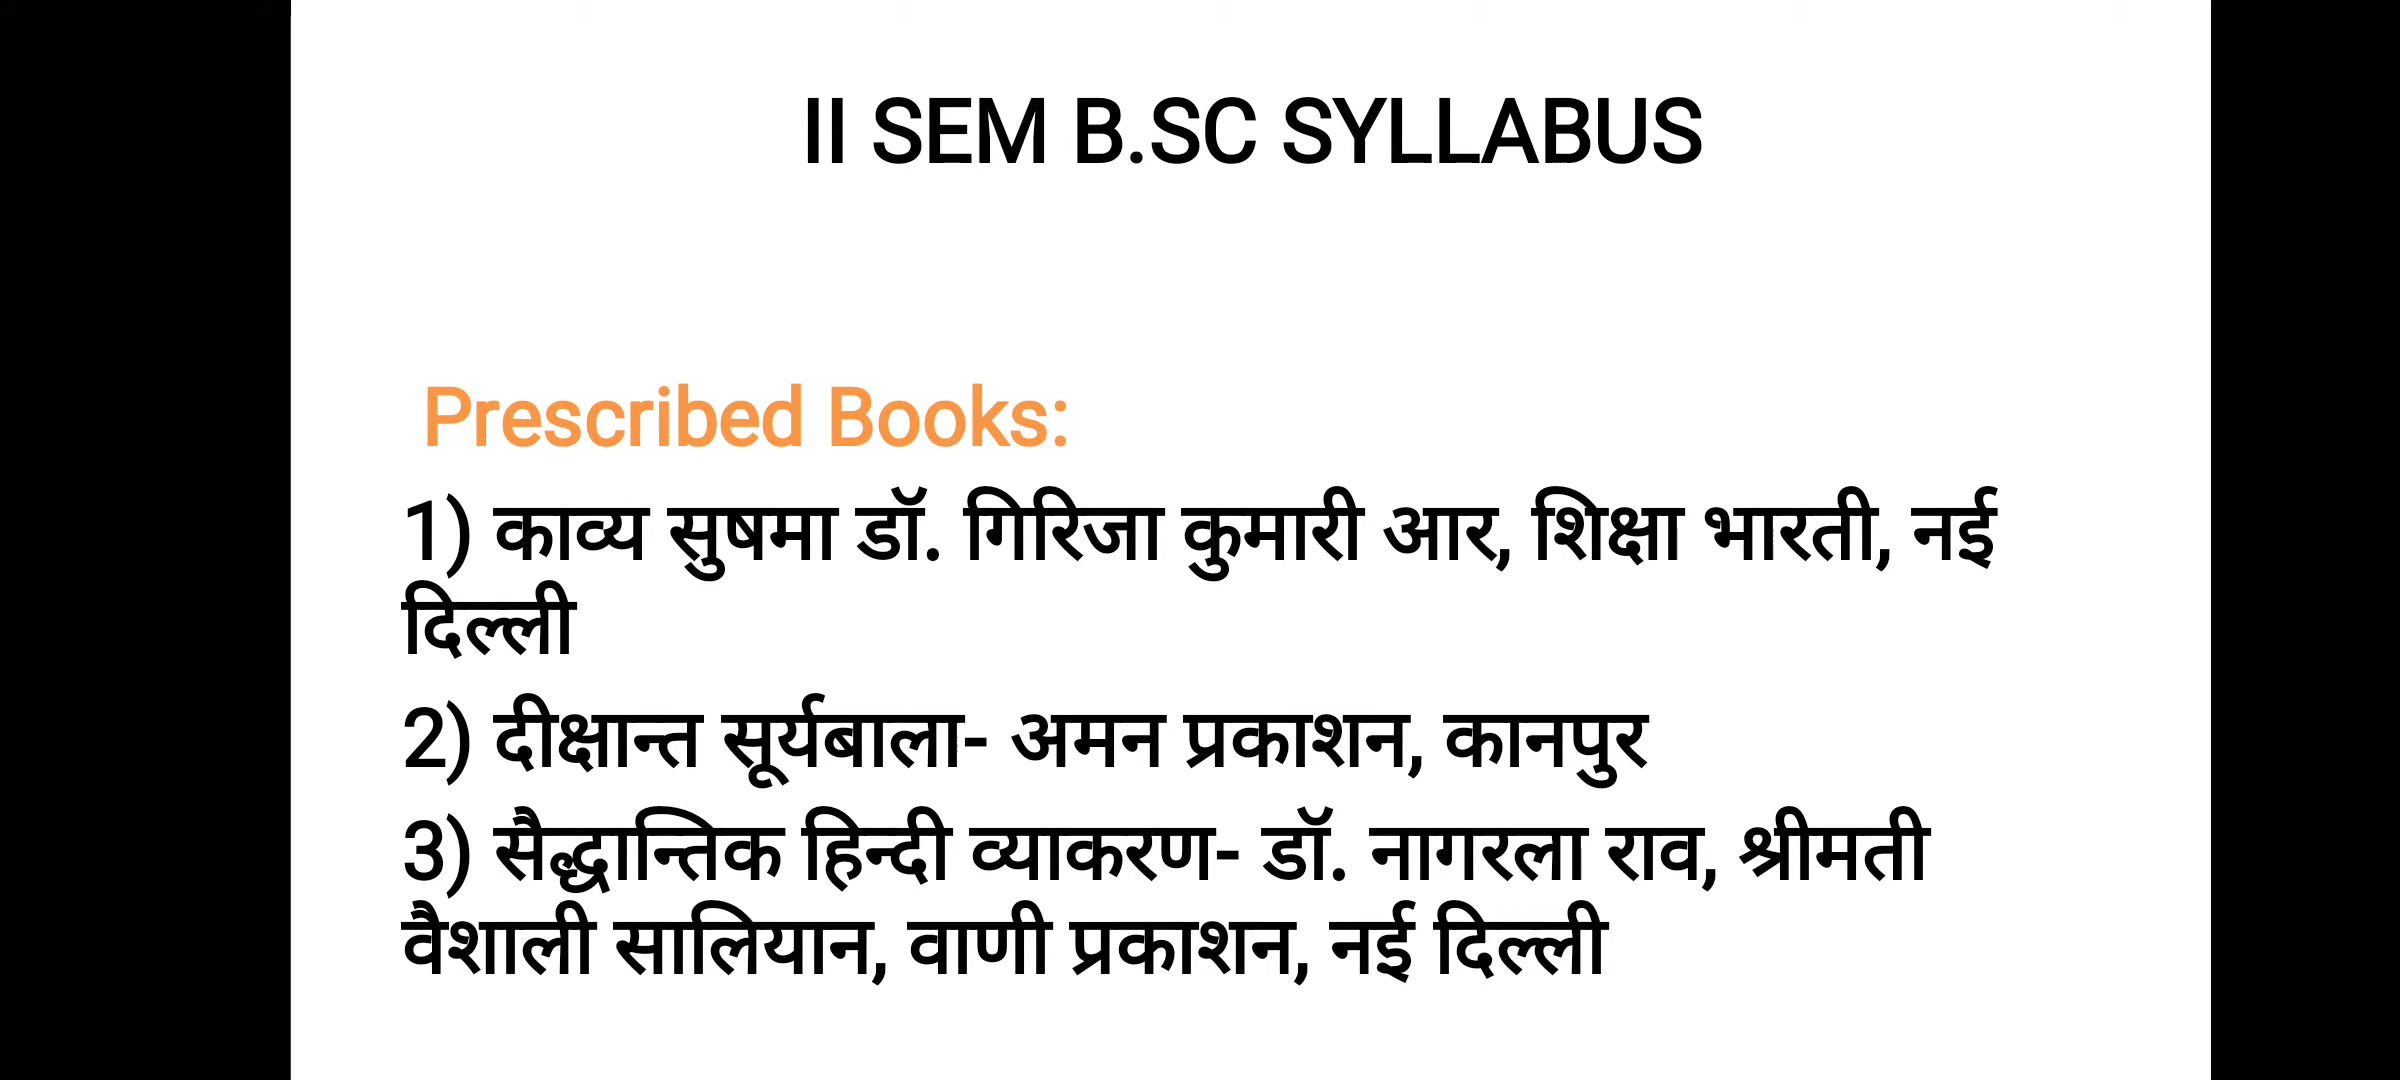 II SEM B.SC SYLLABUS
Prescribed Books:
1) काव्य सुषमा डॉ. गिरिजा कुमारी आर, शिक्षा भारती, नई
दिल्ली
2) दीक्षान्त सूर्यबाला- अमन प्रकाशन, कानपुर
3) सैद्धान्तिक हिन्दी व्याकरण- डॉ. नागरला राव, श्रीमती
वैशाली सालियान, वाणी प्रकाशन, नई दिल्ली